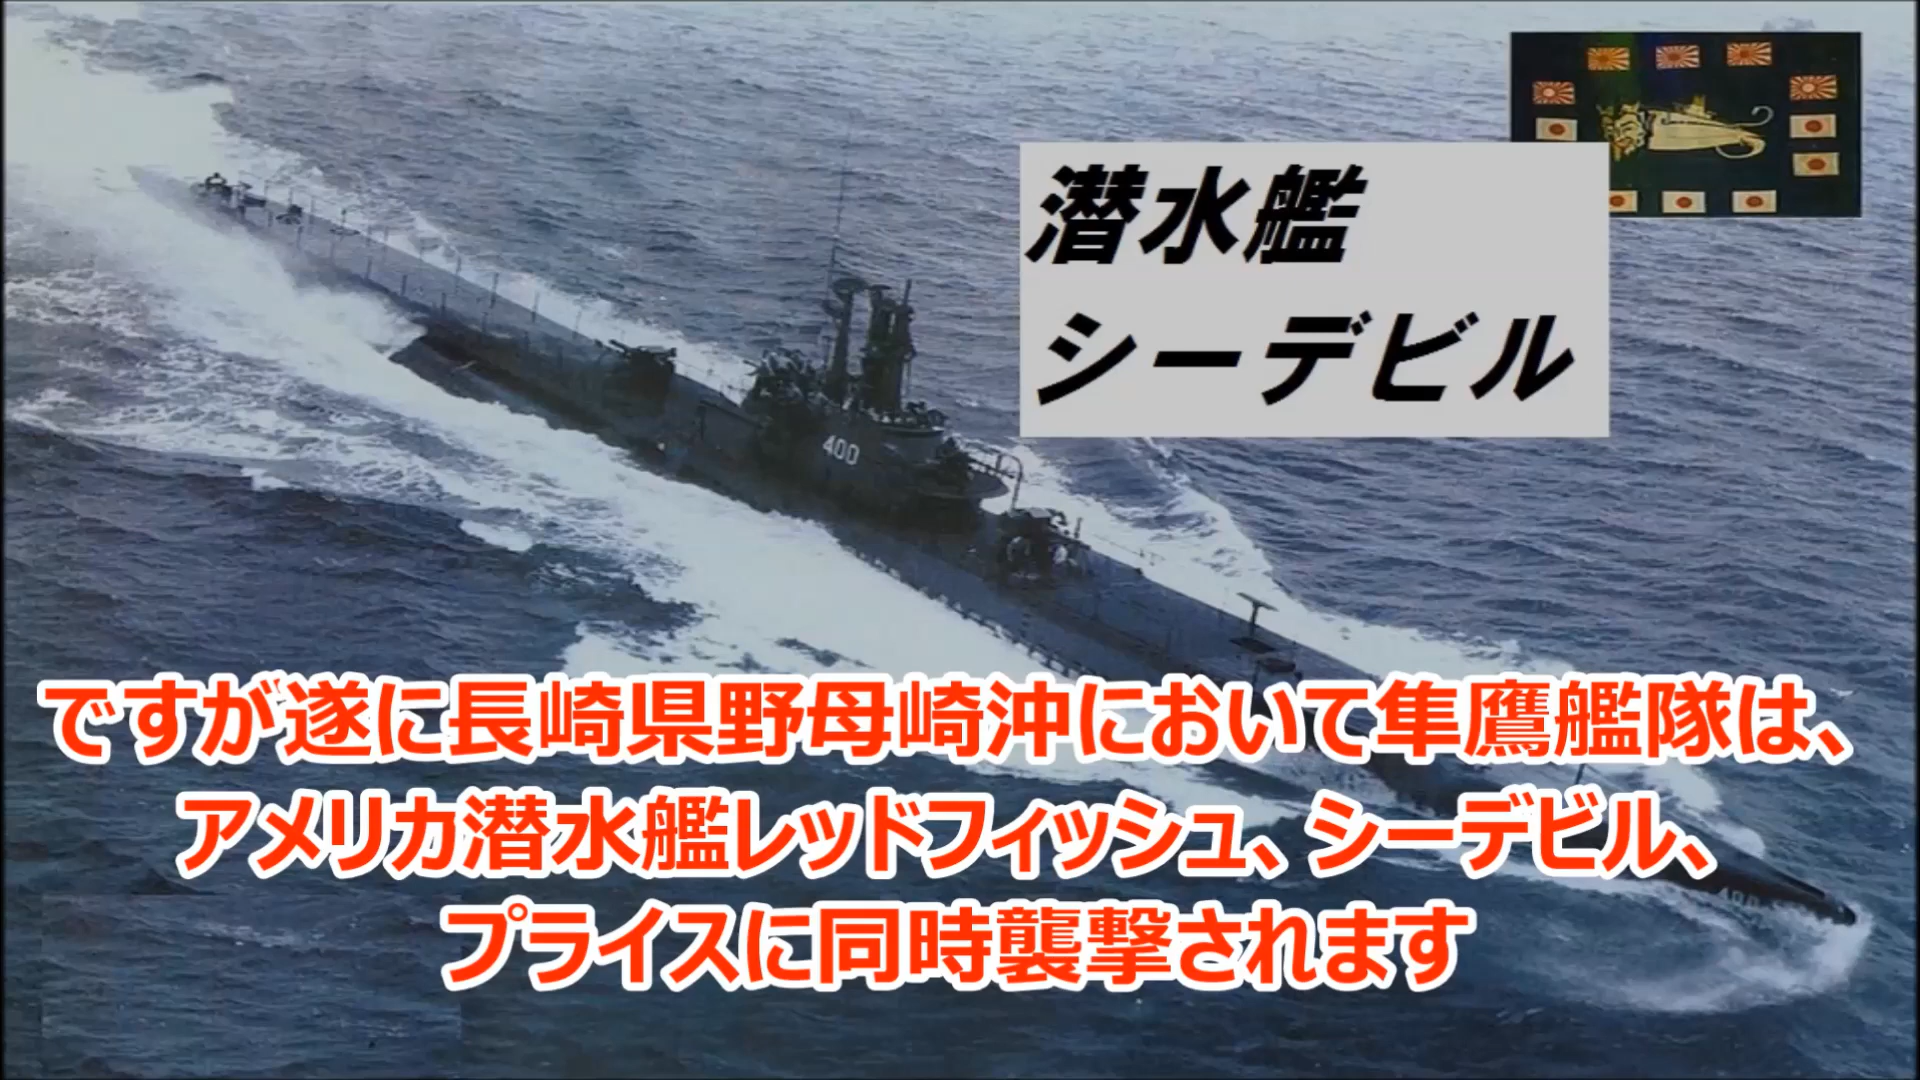 潜水艦
シーデビル
400
ですが遂に長崎県野母崎沖において隼鷹艦隊は、
アメリカ潜水艦レッドフィッシュ、シーデビル、
プライスに同時襲撃されます
400